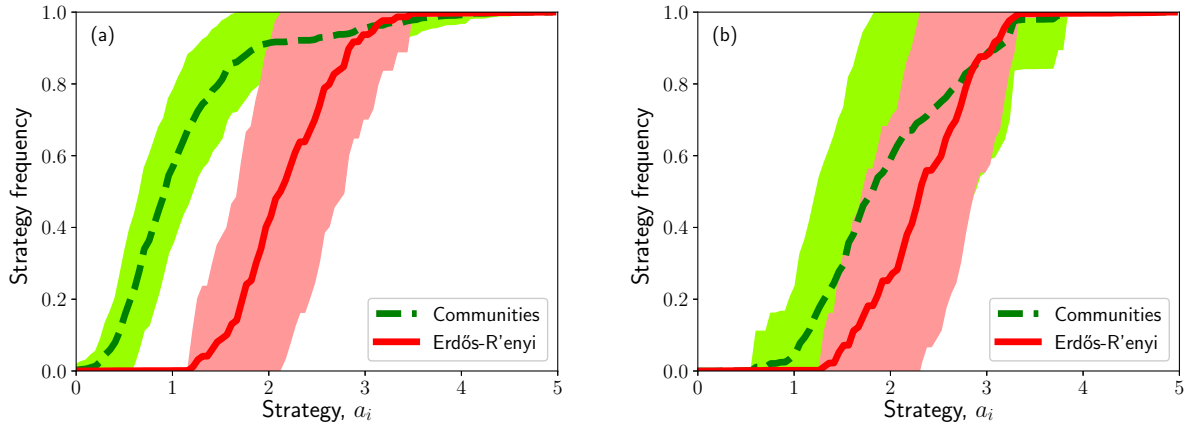 (a)
Strategy frequency
1.0
0.8
0.6
0.4
0.2
0.0
0 1 2 3 4 5
Strategy, a_i
Communities
Erdős-R'enyi
(b)
Strategy frequency
1.0
0.8
0.6
0.4
0.2
0.0
0 1 2 3 4 5
Strategy, a_i
Communities
Erdős-R'enyi